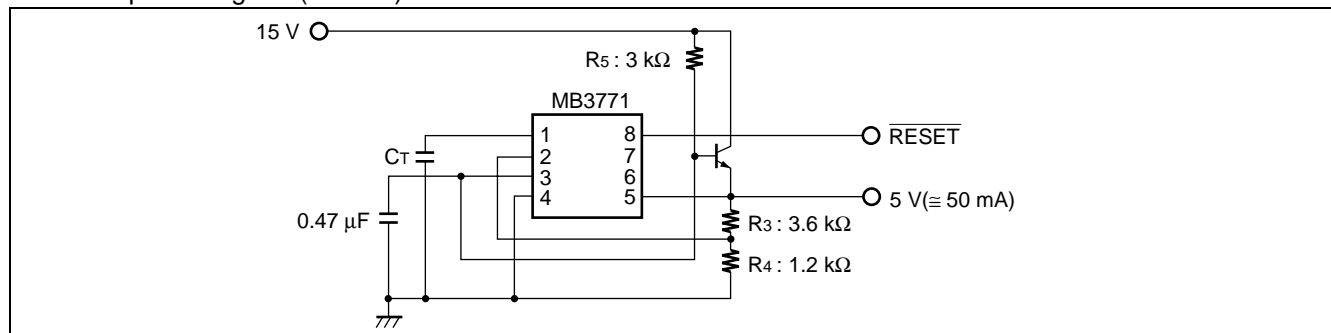 15 V
R5 : 3 kΩ
MB3771
1 8
2 7
3 6
4 5
CT
RESET
0.47 μF
5 V(≅ 50 mA)
R3 : 3.6 kΩ
R4 : 1.2 kΩ